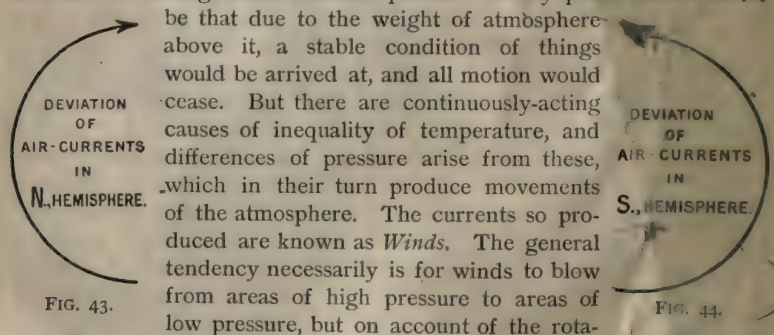 be that due to the weight of atmosphere
above it, a stable condition of things
would be arrived at, and all motion would
cease. But there are continuously-acting
causes of inequality of temperature, and
differences of pressure arise from these,
which in their turn produce movements
of the atmosphere. The currents so pro-
duced are known as Winds. The general
tendency necessarily is for winds to blow
from areas of high pressure to areas of
low pressure, but on account of the rota-
DEVIATION
OF
AIR-CURRENTS
IN
N., HEMISPHERE.
FIG. 43.
DEVIATION
OF
AIR-CURRENTS
IN
S., HEMISPHERE.
FIG. 44.